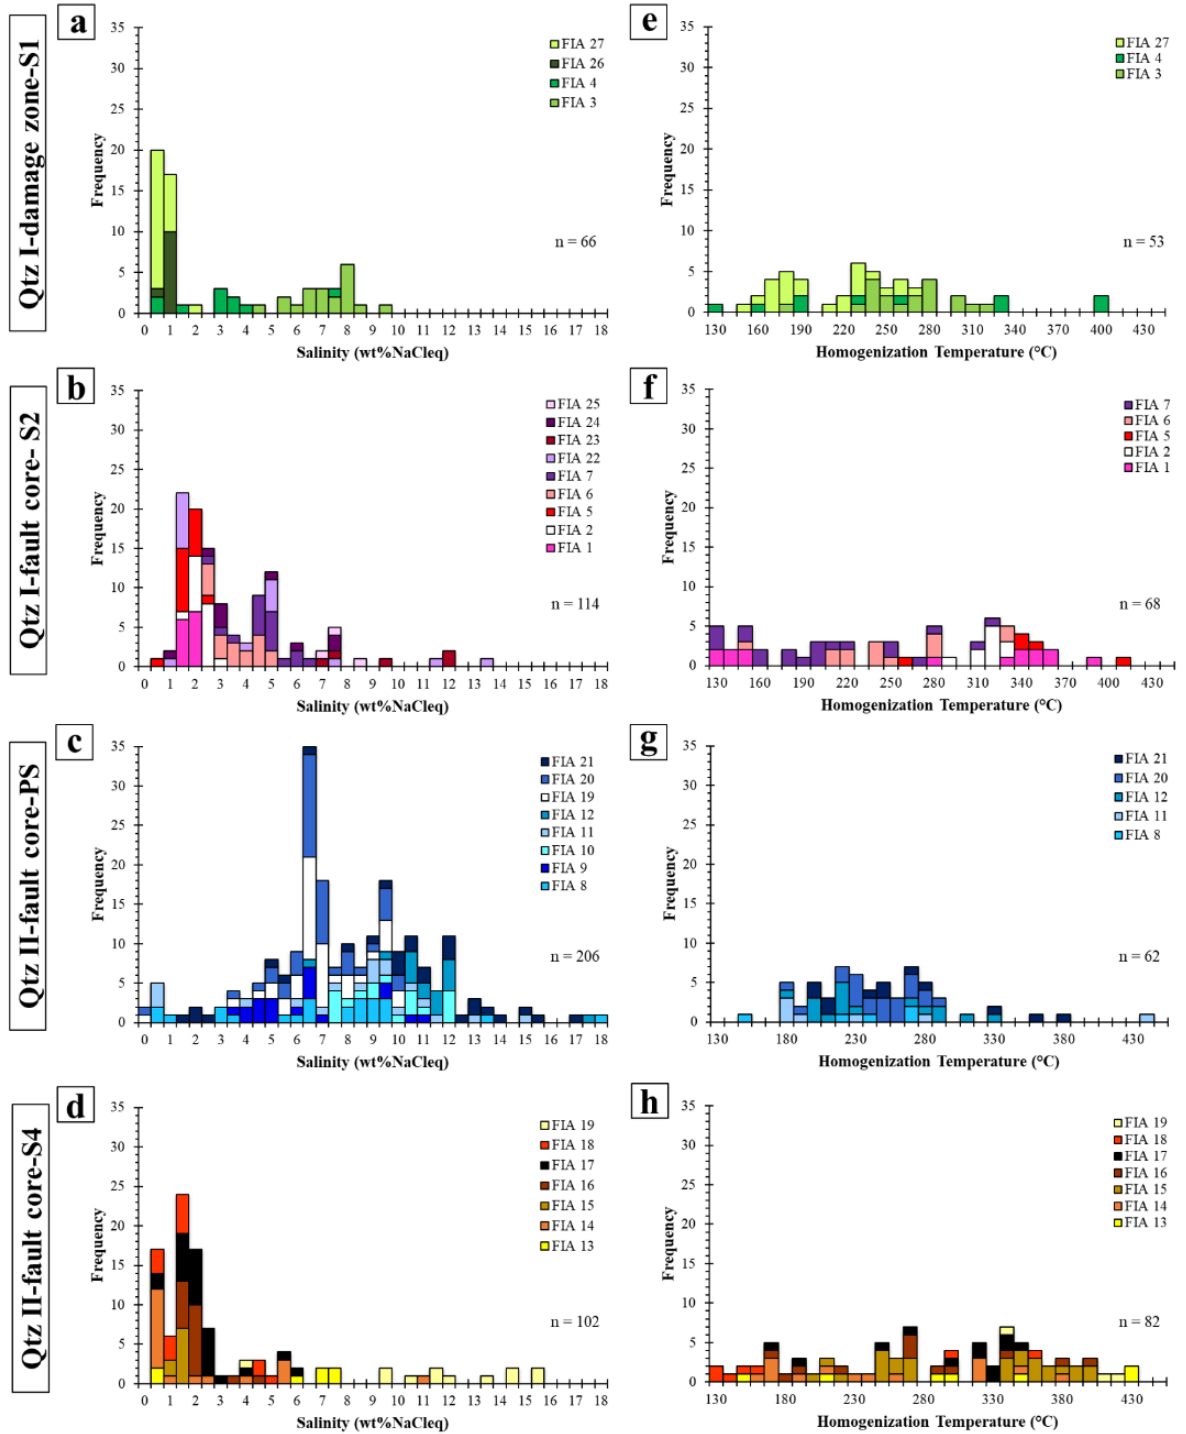 Qtz I-damage zone-S1
a
35
30
25
20
15
10
5
0
Frequency
FIA 27
FIA 26
FIA 4
FIA 3
n = 66
0 1 2 3 4 5 6 7 8 9 10 11 12 13 14 15 16 17 18
Salinity (wt%NaCleq)
e
35
30
25
20
15
10
5
0
Frequency
FIA 27
FIA 4
FIA 3
n = 53
130 160 190 220 250 280 310 340 370 400 430
Homogenization Temperature (°C)
Qtz I-fault core- S2
b
35
30
25
20
15
10
5
0
Frequency
FIA 25
FIA 24
FIA 23
FIA 22
FIA 7
FIA 6
FIA 5
FIA 2
FIA 1
n = 114
0 1 2 3 4 5 6 7 8 9 10 11 12 13 14 15 16 17 18
Salinity (wt%NaCleq)
f
35
30
25
20
15
10
5
0
Frequency
FIA 7
FIA 6
FIA 5
FIA 2
FIA 1
n = 68
130 160 190 220 250 280 310 340 370 400 430
Homogenization Temperature (°C)
Qtz II-fault core-PS
c
35
30
25
20
15
10
5
0
Frequency
FIA 21
FIA 20
FIA 19
FIA 12
FIA 11
FIA 10
FIA 9
FIA 8
n = 206
0 1 2 3 4 5 6 7 8 9 10 11 12 13 14 15 16 17 18
Salinity (wt%NaCleq)
g
35
30
25
20
15
10
5
0
Frequency
FIA 21
FIA 20
FIA 12
FIA 11
FIA 8
n = 62
130 180 230 280 330 380 430
Homogenization Temperature (°C)
Qtz II-fault core-S4
d
35
30
25
20
15
10
5
0
Frequency
FIA 19
FIA 18
FIA 17
FIA 16
FIA 15
FIA 14
FIA 13
n = 102
0 1 2 3 4 5 6 7 8 9 10 11 12 13 14 15 16 17 18
Salinity (wt%NaCleq)
h
35
30
25
20
15
10
5
0
Frequency
FIA 19
FIA 18
FIA 17
FIA 16
FIA 15
FIA 14
FIA 13
n = 82
130 180 230 280 330 380 430
Homogenization Temperature (°C)